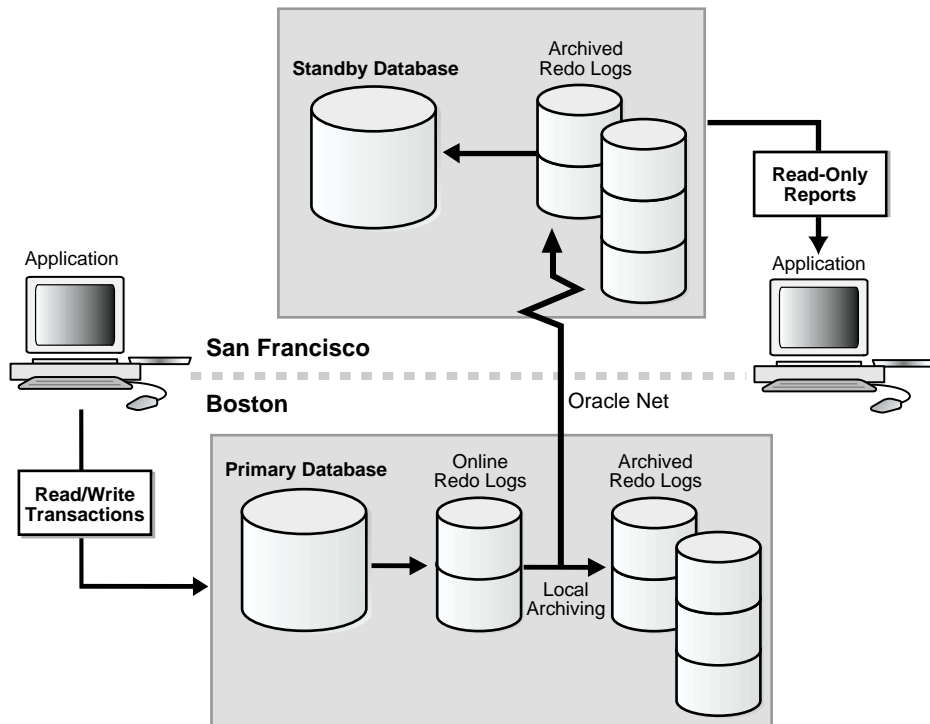 Archived
Redo Logs
Standby Database
Read-Only
Reports
Application
Application
San Francisco
Boston
Oracle Net
Primary Database
Online
Redo Logs
Archived
Redo Logs
Read/Write
Transactions
Local
Archiving